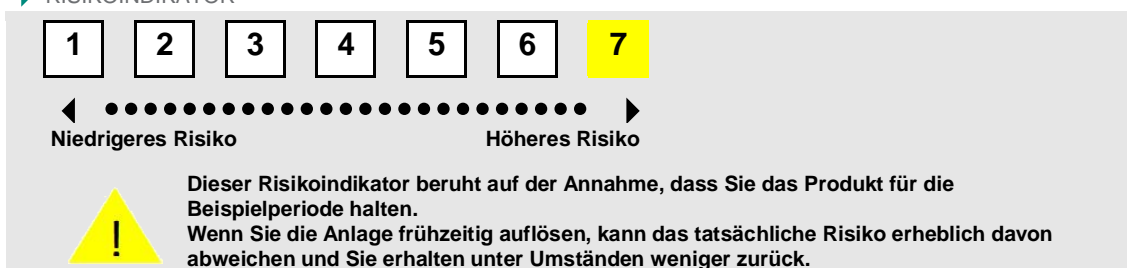 RISIKOINDIKATOR
1 2 3 4 5 6 7
Niedrigeres Risiko Höheres Risiko
Dieser Risikoindikator beruht auf der Annahme, dass Sie das Produkt für die
Beispielperiode halten.
! Wenn Sie die Anlage frühzeitig auflösen, kann das tatsächliche Risiko erheblich davon
abweichen und Sie erhalten unter Umständen weniger zurück.